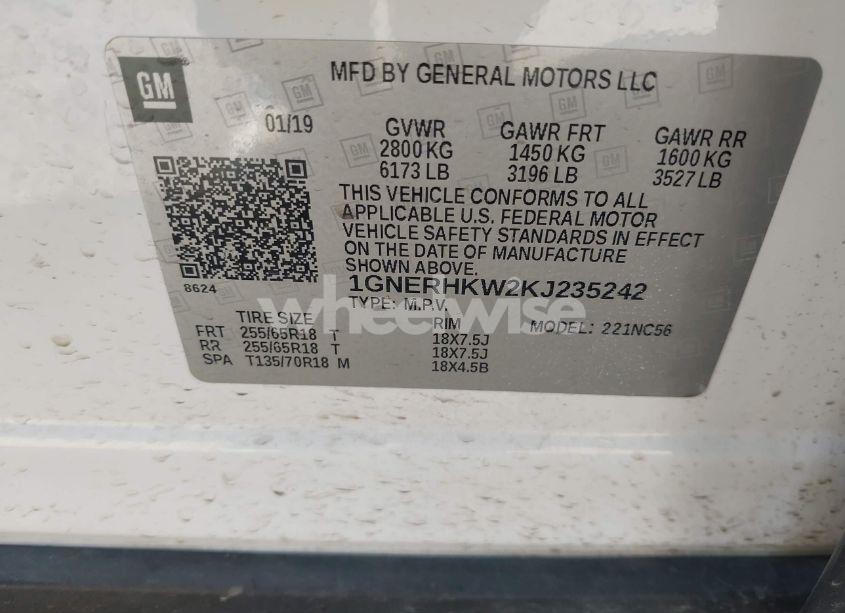 GM
MFD BY GENERAL MOTORS LLC
01/19
GVWR GAWR FRT GAWR RR
2800 KG 1450 KG 1600 KG
6173 LB 3196 LB 3527 LB
THIS VEHICLE CONFORMS TO ALL
APPLICABLE U.S. FEDERAL MOTOR
VEHICLE SAFETY STANDARDS IN EFFECT
ON THE DATE OF MANUFACTURE
SHOWN ABOVE.
8624
1GNERHKW2KJ235242
TYPE: M.P.V.
MODEL: 221NC56
TIRE SIZE RIM
FRT 255/65R18 T 18X7.5J
RR 255/65R18 T 18X7.5J
SPA T135/70R18 M 18X4.5B
wheelwise